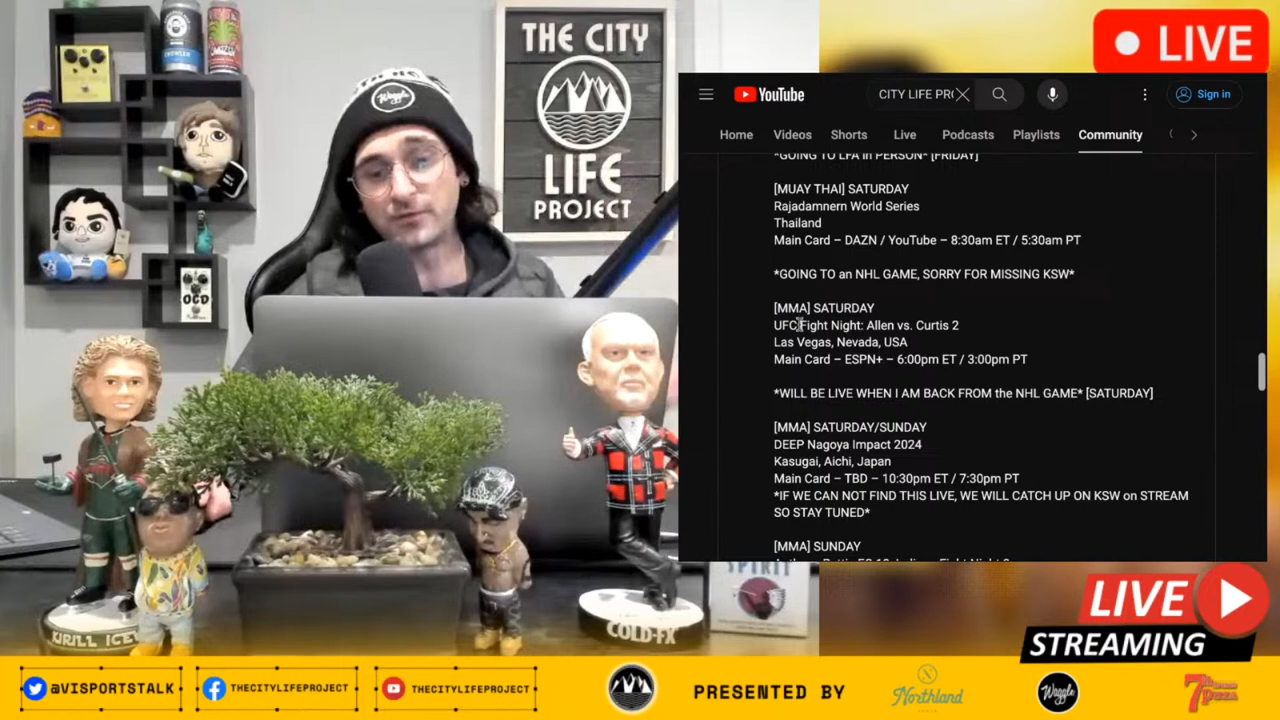 THE CITY
LIFE
PROJECT
Waggle
OCD
LIVE
YouTube
CITY LIFE PR
Sign in
Home Videos Shorts Live Podcasts Playlists Community
*GOING TO LFA in PERSON* [FRIDAY]
[MUAY THAI] SATURDAY
Rajadamnern World Series
Thailand
Main Card – DAZN / YouTube – 8:30am ET / 5:30am PT
*GOING TO an NHL GAME, SORRY FOR MISSING KSW*
[MMA] SATURDAY
UFC Fight Night: Allen vs. Curtis 2
Las Vegas, Nevada, USA
Main Card – ESPN+ – 6:00pm ET / 3:00pm PT
*WILL BE LIVE WHEN I AM BACK FROM the NHL GAME* [SATURDAY]
[MMA] SATURDAY/SUNDAY
DEEP Nagoya Impact 2024
Kasugai, Aichi, Japan
Main Card – TBD – 10:30pm ET / 7:30pm PT
*IF WE CAN NOT FIND THIS LIVE, WE WILL CATCH UP ON KSW on STREAM
SO STAY TUNED*
[MMA] SUNDAY
KIRILL ICE
COLD-FX
SPIRIT
LIVE
STREAMING
@VISPORTSTALK
THECITYLIFEPROJECT
THECITYLIFEPROJECT
PRESENTED BY
Northland
Waggle